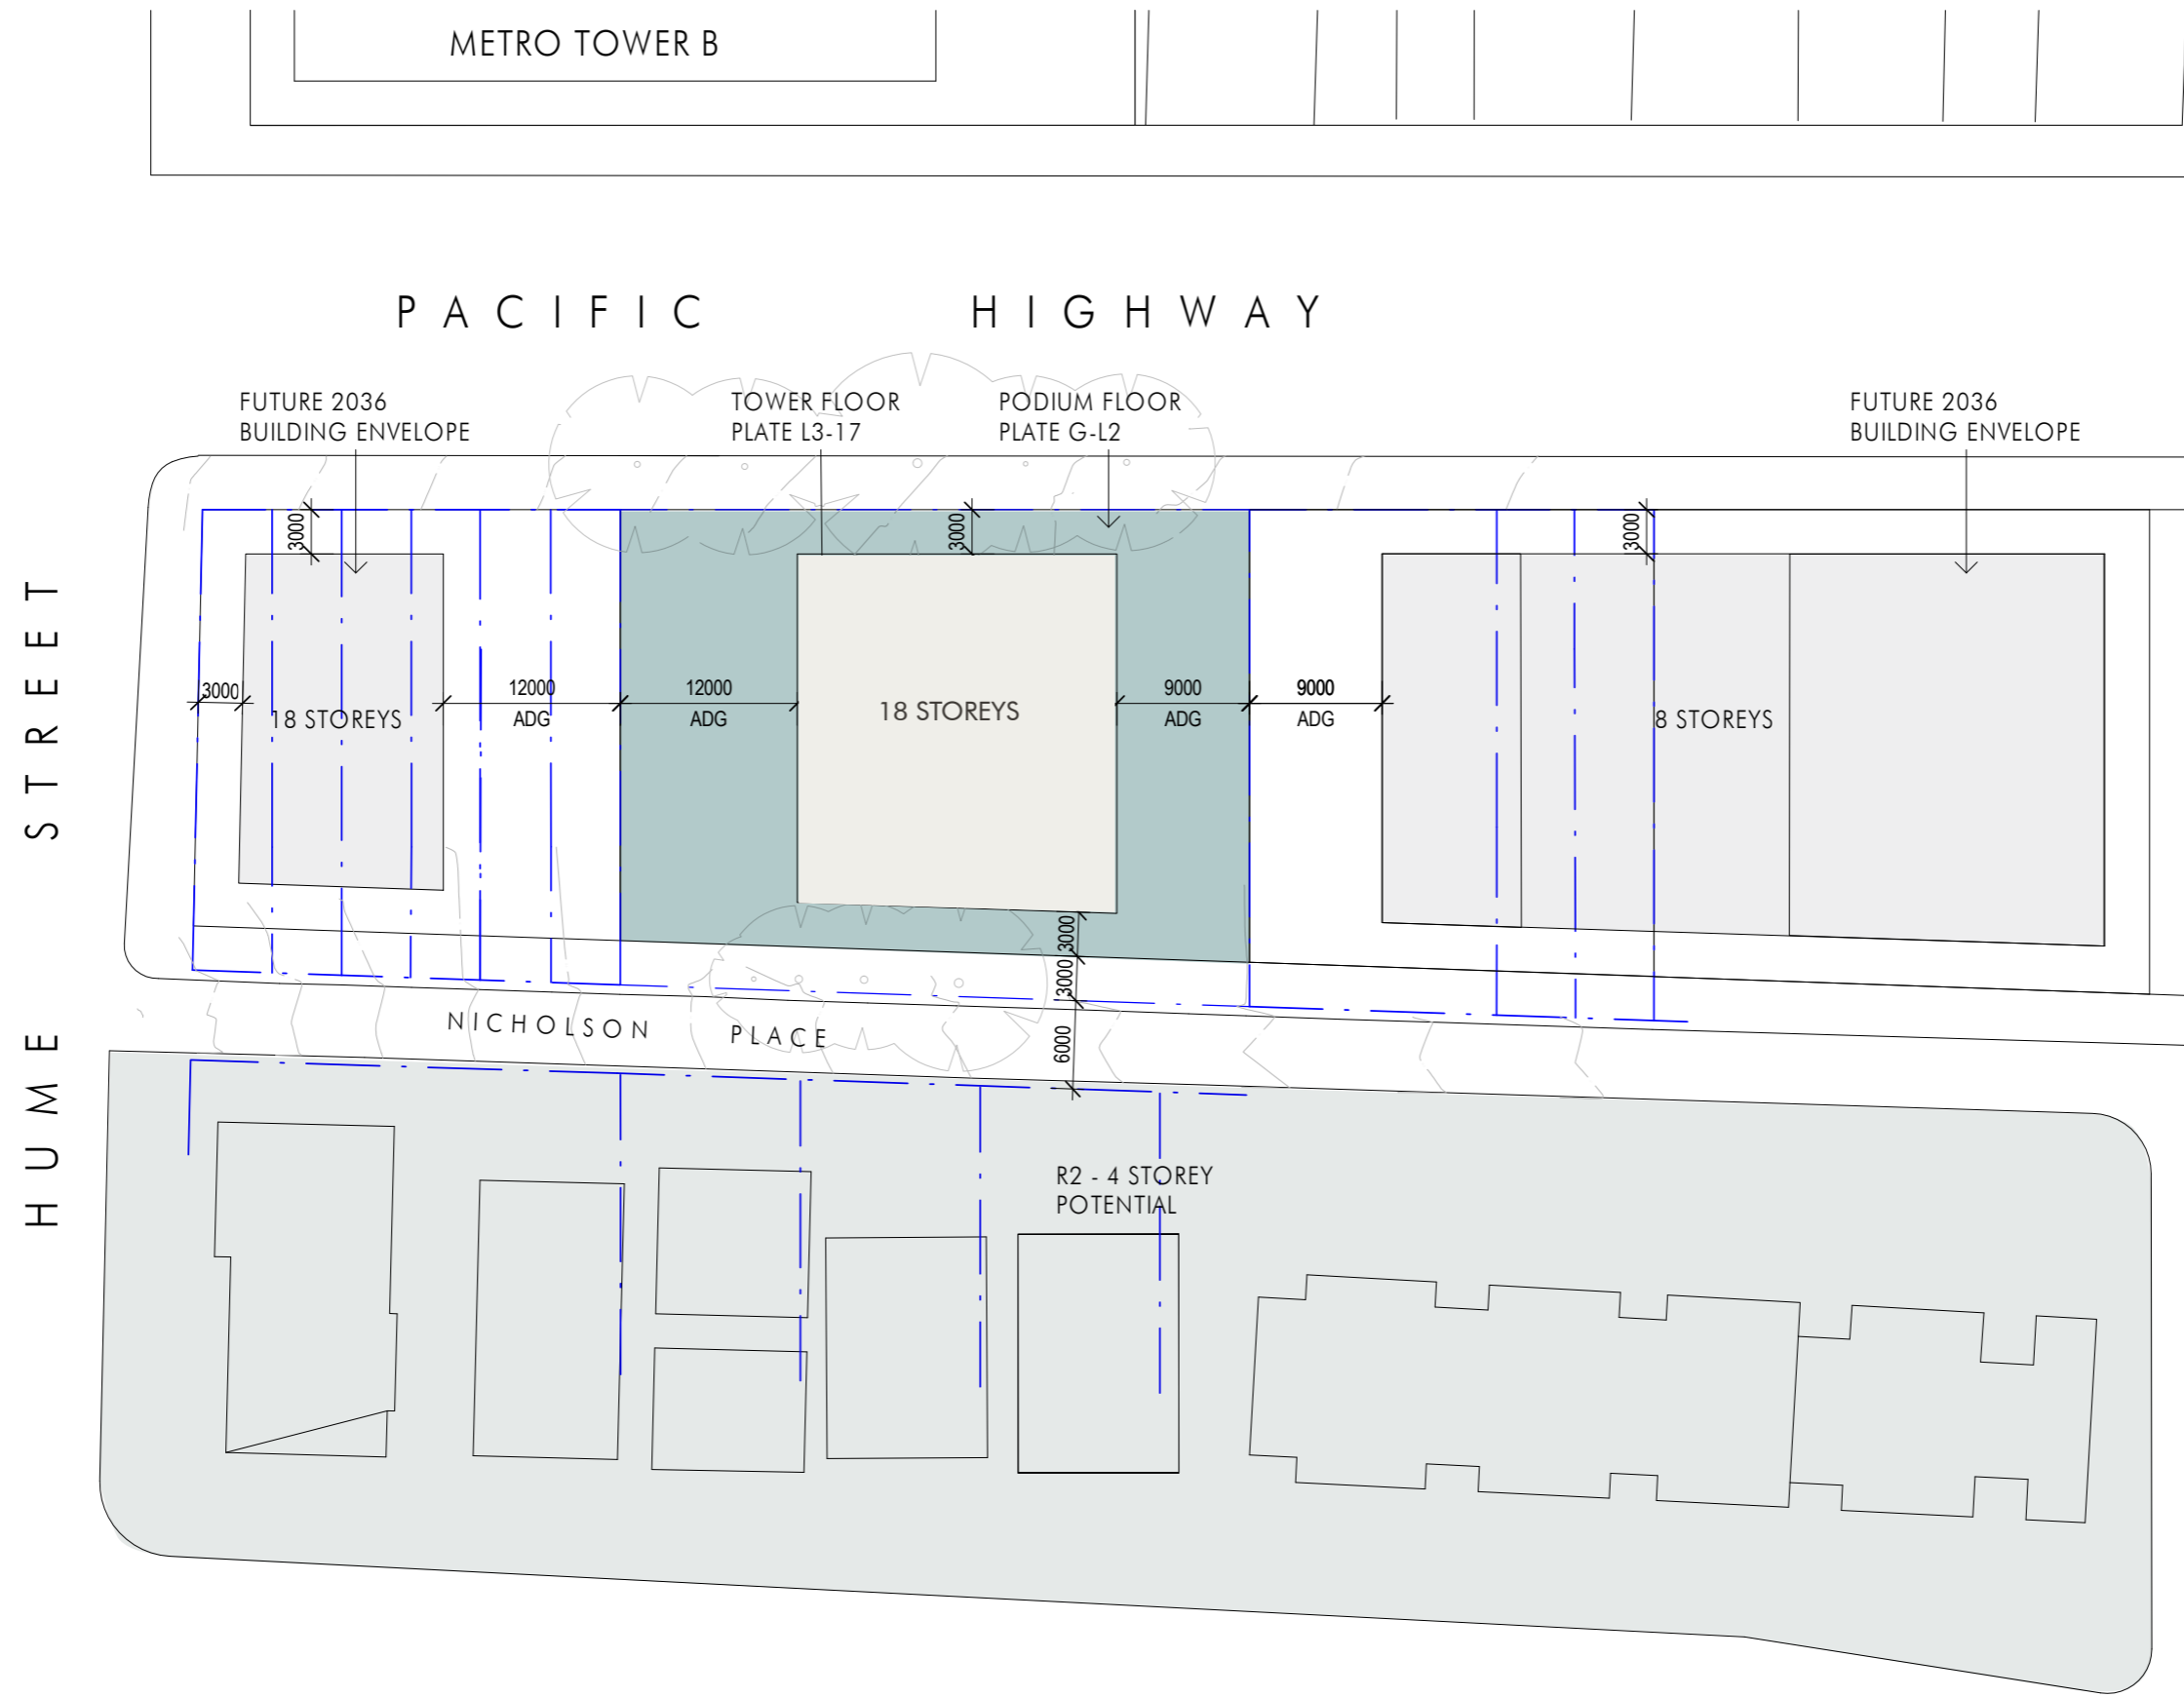 METRO TOWER B
PACIFIC HIGHWAY
FUTURE 2036
BUILDING ENVELOPE
TOWER FLOOR
PLATE L3-17
PODIUM FLOOR
PLATE G-L2
FUTURE 2036
BUILDING ENVELOPE
3000
3000
3000
3000
18 STOREYS
12000
ADG
12000
ADG
18 STOREYS
9000
ADG
9000
ADG
8 STOREYS
3000
3000
6000
NICHOLSON PLACE
HUME STREET
R2 - 4 STOREY
POTENTIAL